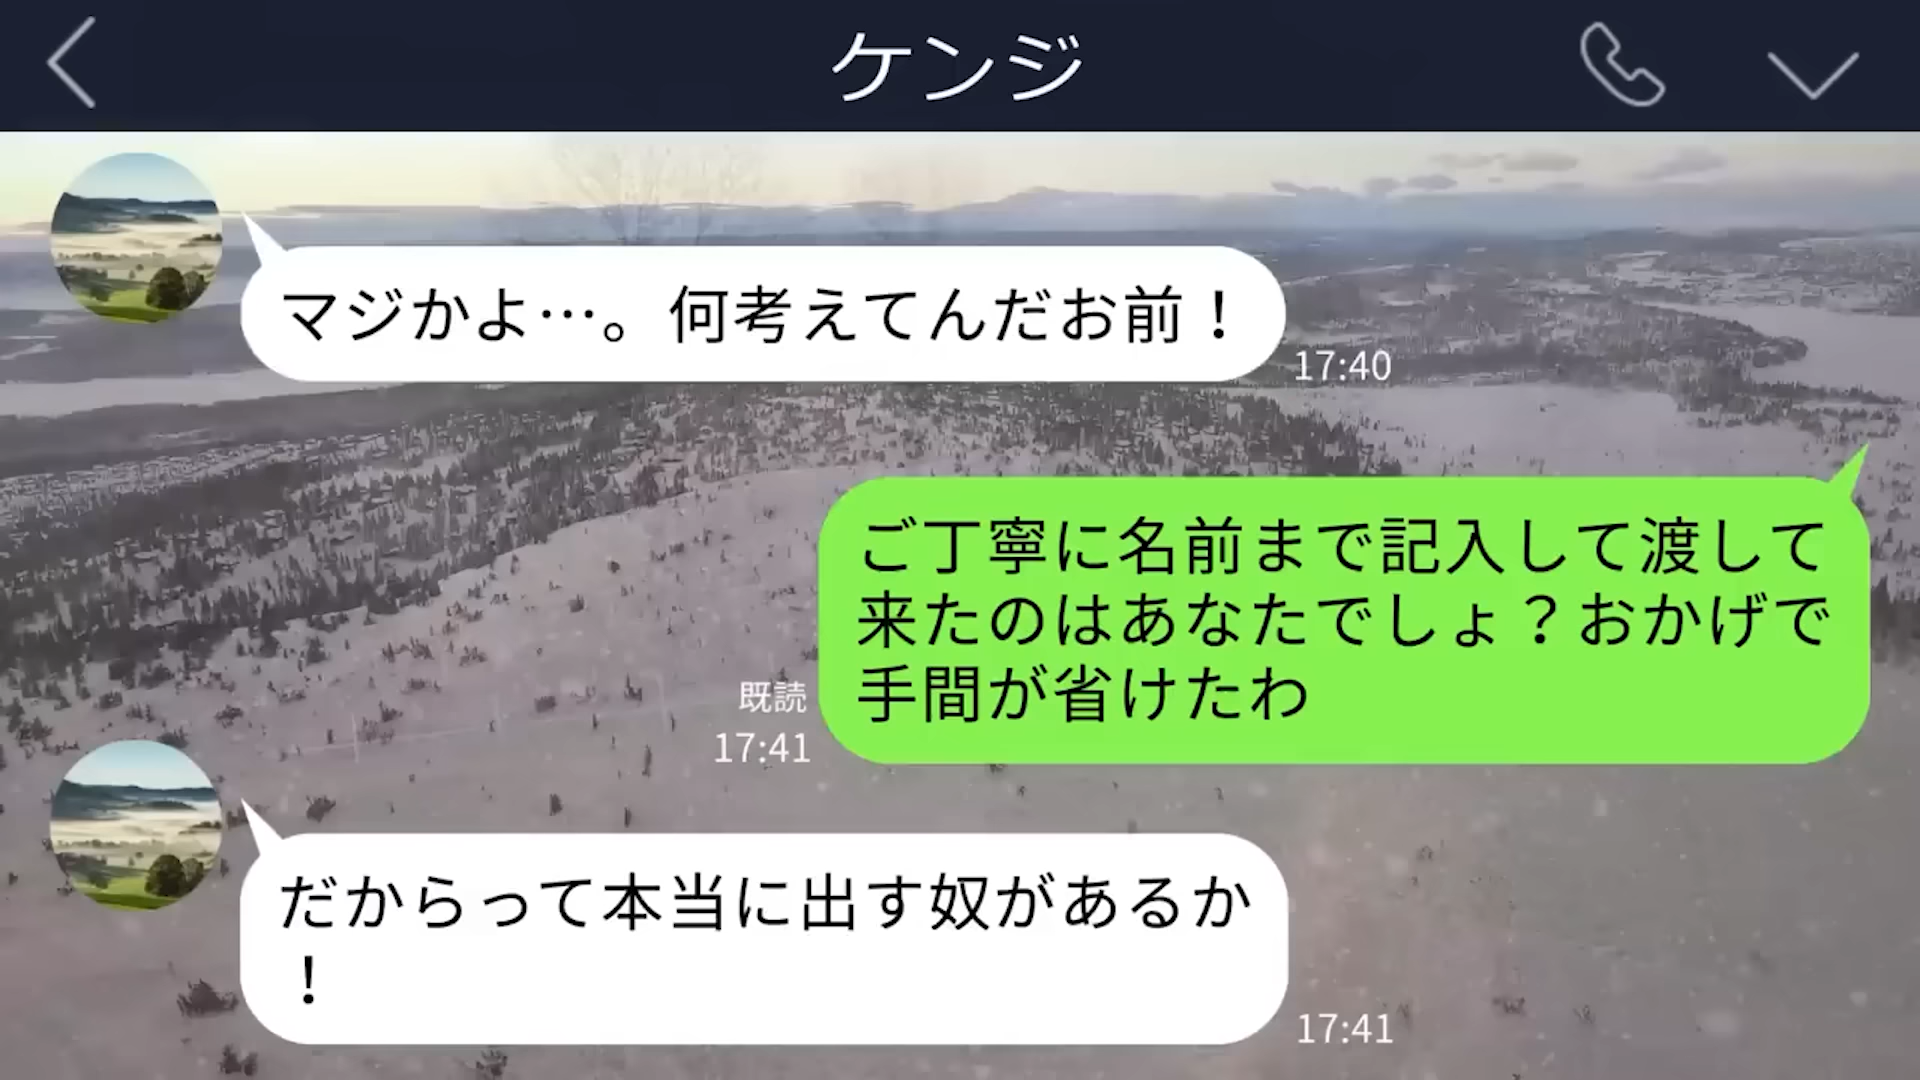 ケンジ
マジかよ…。何考えてんだお前！
17:40
ご丁寧に名前まで記入して渡して
来たのはあなたでしょ？おかげで
手間が省けたわ
既読
17:41
だからって本当に出す奴があるか
！
17:41